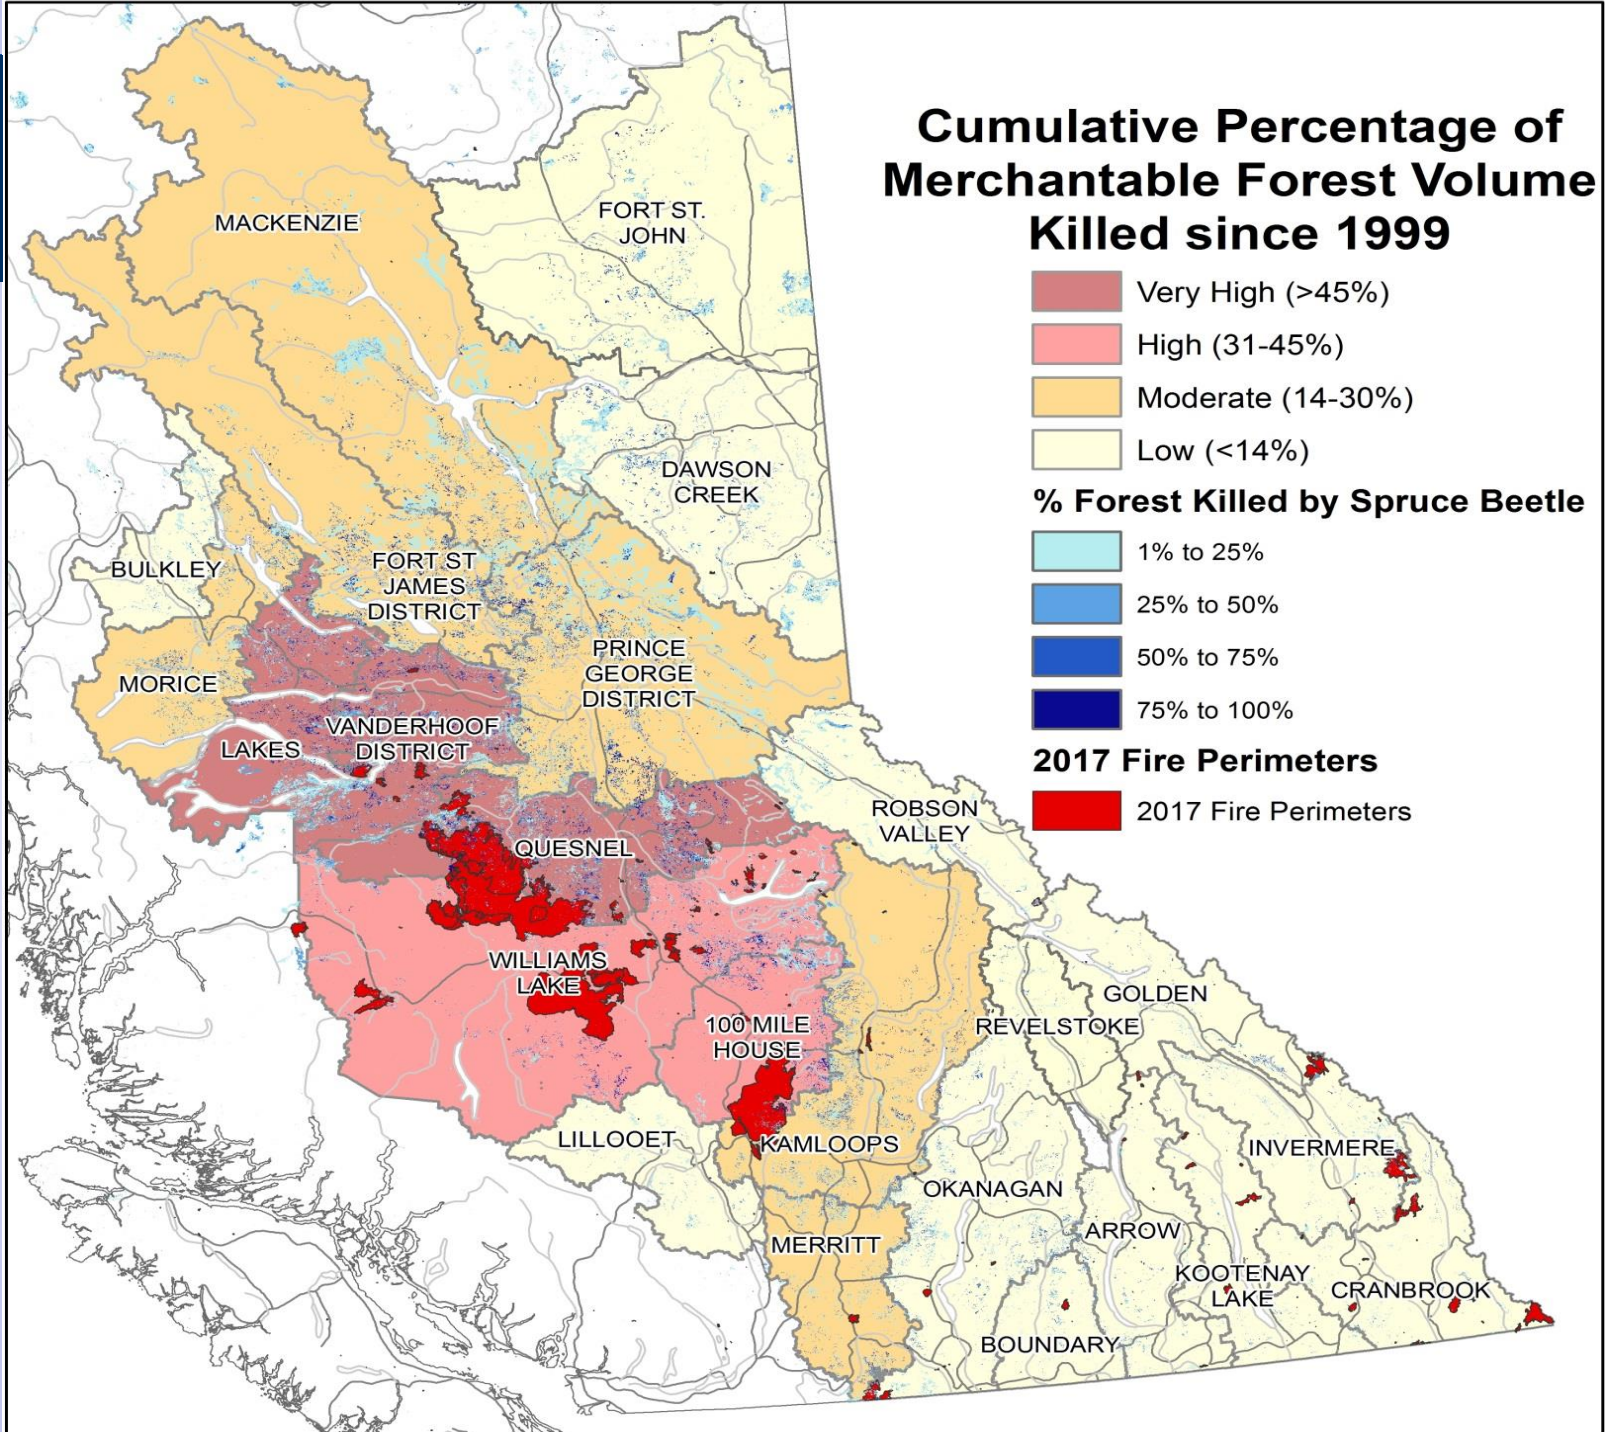 Cumulative Percentage of
Merchantable Forest Volume
Killed since 1999
Very High (>45%)
High (31-45%)
Moderate (14-30%)
Low (<14%)
% Forest Killed by Spruce Beetle
1% to 25%
25% to 50%
50% to 75%
75% to 100%
2017 Fire Perimeters
2017 Fire Perimeters
MACKENZIE
FORT ST.
JOHN
DAWSON
CREEK
BULKLEY
FORT ST
JAMES
DISTRICT
PRINCE
GEORGE
DISTRICT
MORICE
VANDERHOOF
DISTRICT
LAKES
ROBSON
VALLEY
QUESNEL
WILLIAMS
LAKE
100 MILE
HOUSE
GOLDEN
REVELSTOKE
LILLOOET
KAMLOOPS
INVERMERE
OKANAGAN
ARROW
MERRITT
KOOTENAY
LAKE
CRANBROOK
BOUNDARY